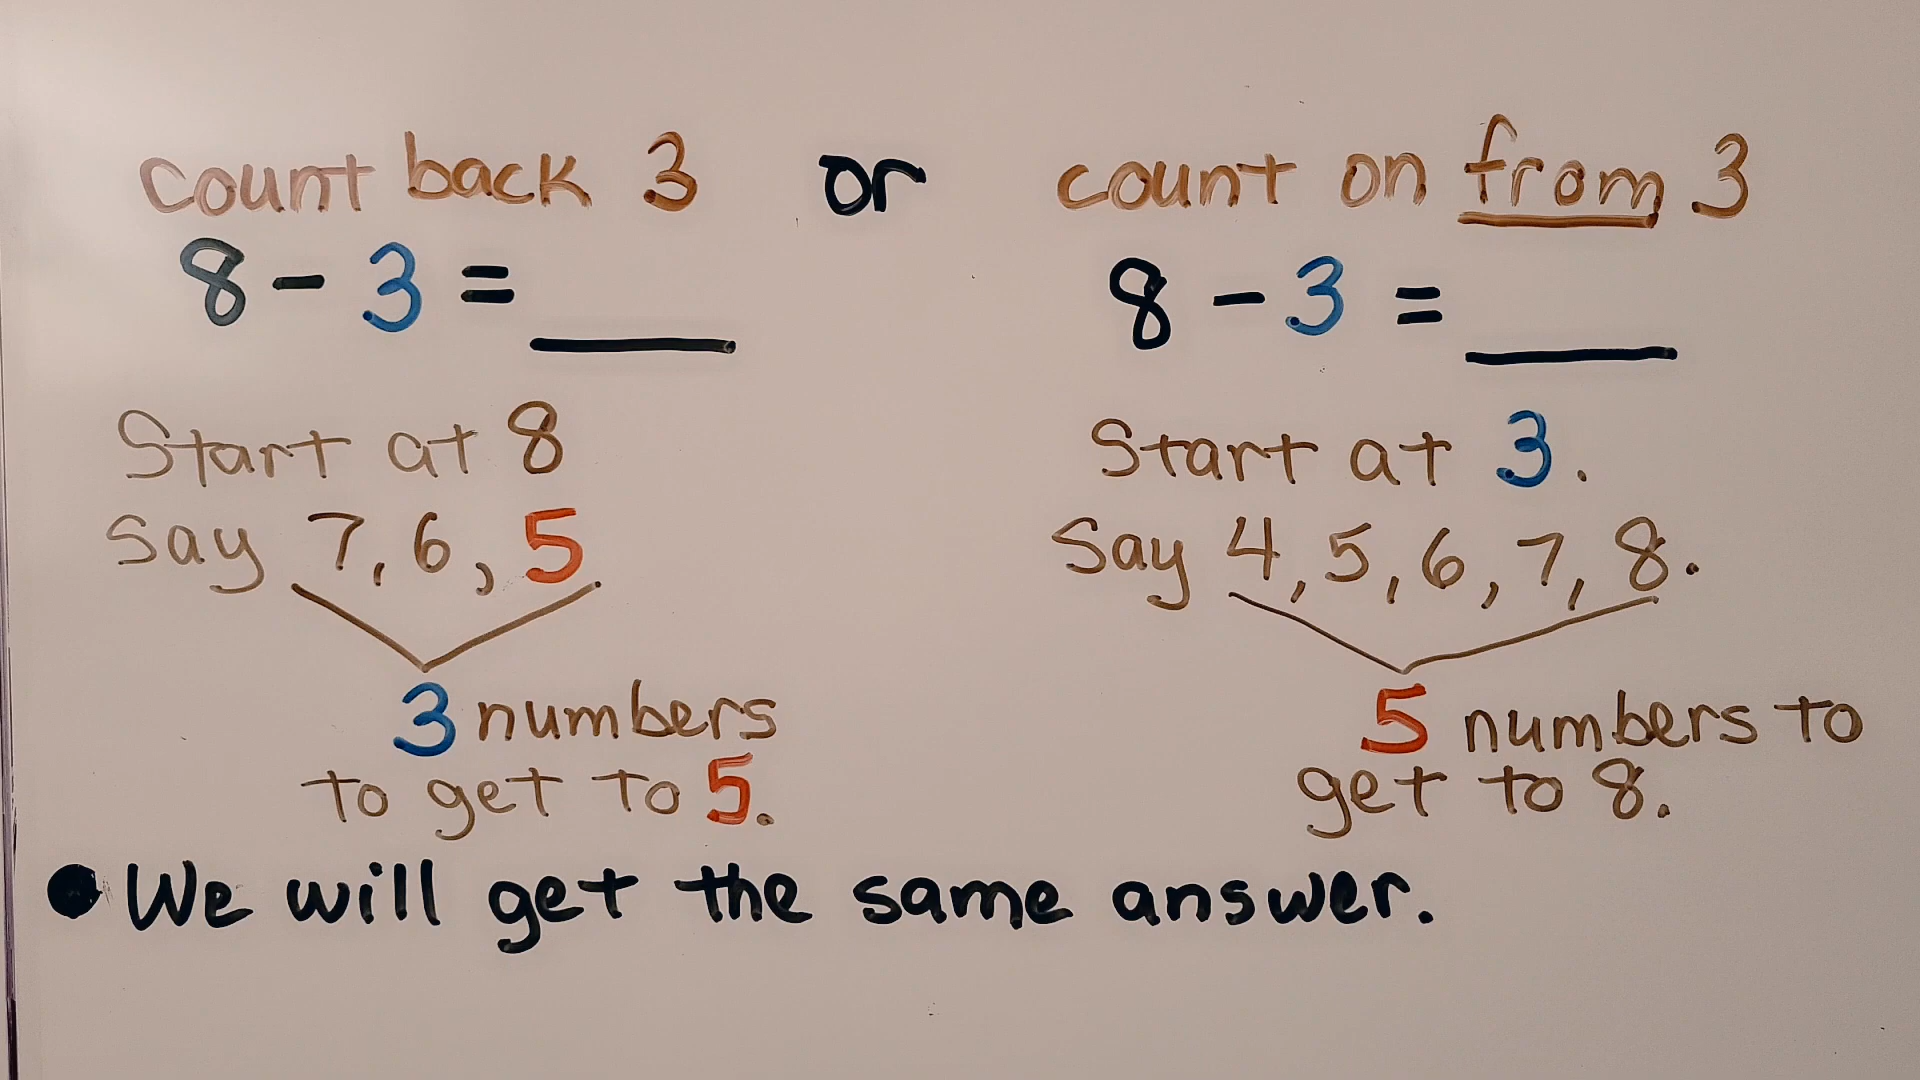 count back 3 or count on from 3
8 - 3 = ____
8 - 3 = ____
Start at 8
Say 7, 6, 5
3 numbers
to get to 5.
Start at 3.
Say 4, 5, 6, 7, 8.
5 numbers to
get to 8.
• We will get the same answer.